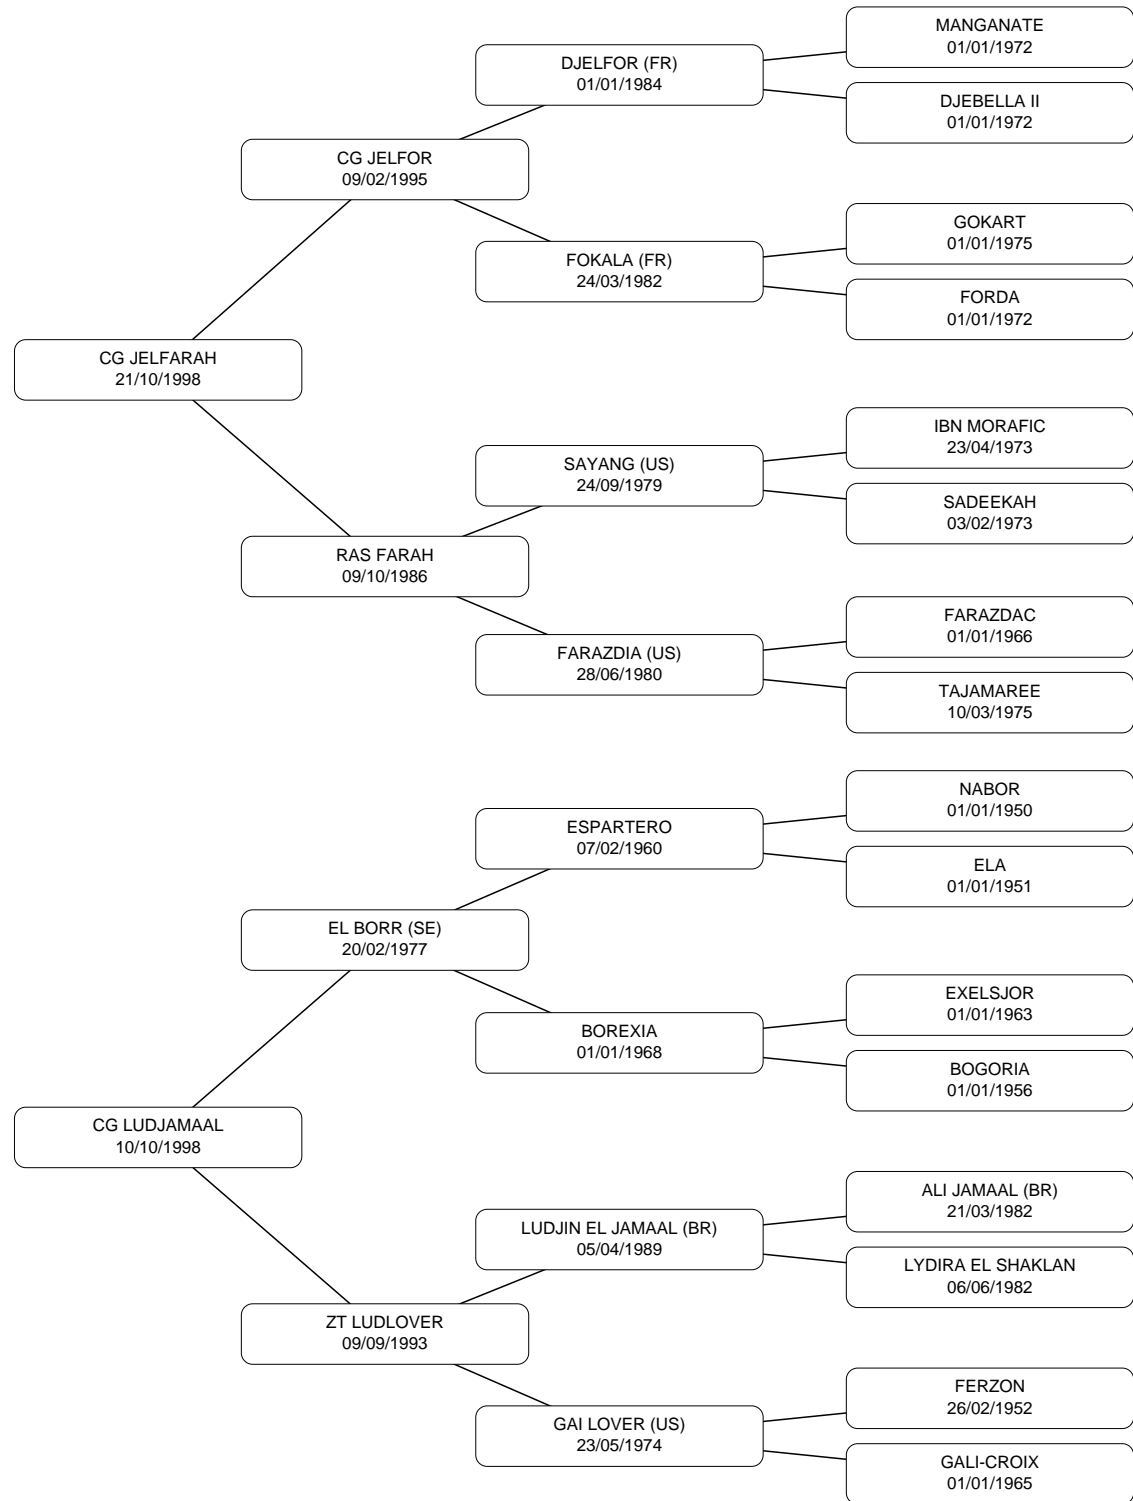 MANGANATE
01/01/1972
DJELFOR (FR)
01/01/1984
DJEBELLA II
01/01/1972
CG JELFOR
09/02/1995
GOKART
01/01/1975
FOKALA (FR)
24/03/1982
FORDA
01/01/1972
CG JELFARAH
21/10/1998
IBN MORAFIC
23/04/1973
SAYANG (US)
24/09/1979
SADEEKAH
03/02/1973
RAS FARAH
09/10/1986
FARAZDAC
01/01/1966
FARAZDIA (US)
28/06/1980
TAJAMAREE
10/03/1975
NABOR
01/01/1950
ESPARTERO
07/02/1960
ELA
01/01/1951
EL BORR (SE)
20/02/1977
EXELSJOR
01/01/1963
BOREXIA
01/01/1968
BOGORIA
01/01/1956
CG LUDJAMAAL
10/10/1998
ALI JAMAAL (BR)
21/03/1982
LUDJIN EL JAMAAL (BR)
05/04/1989
LYDIRA EL SHAKLAN
06/06/1982
ZT LUDLOVER
09/09/1993
FERZON
26/02/1952
GAI LOVER (US)
23/05/1974
GALI-CROIX
01/01/1965